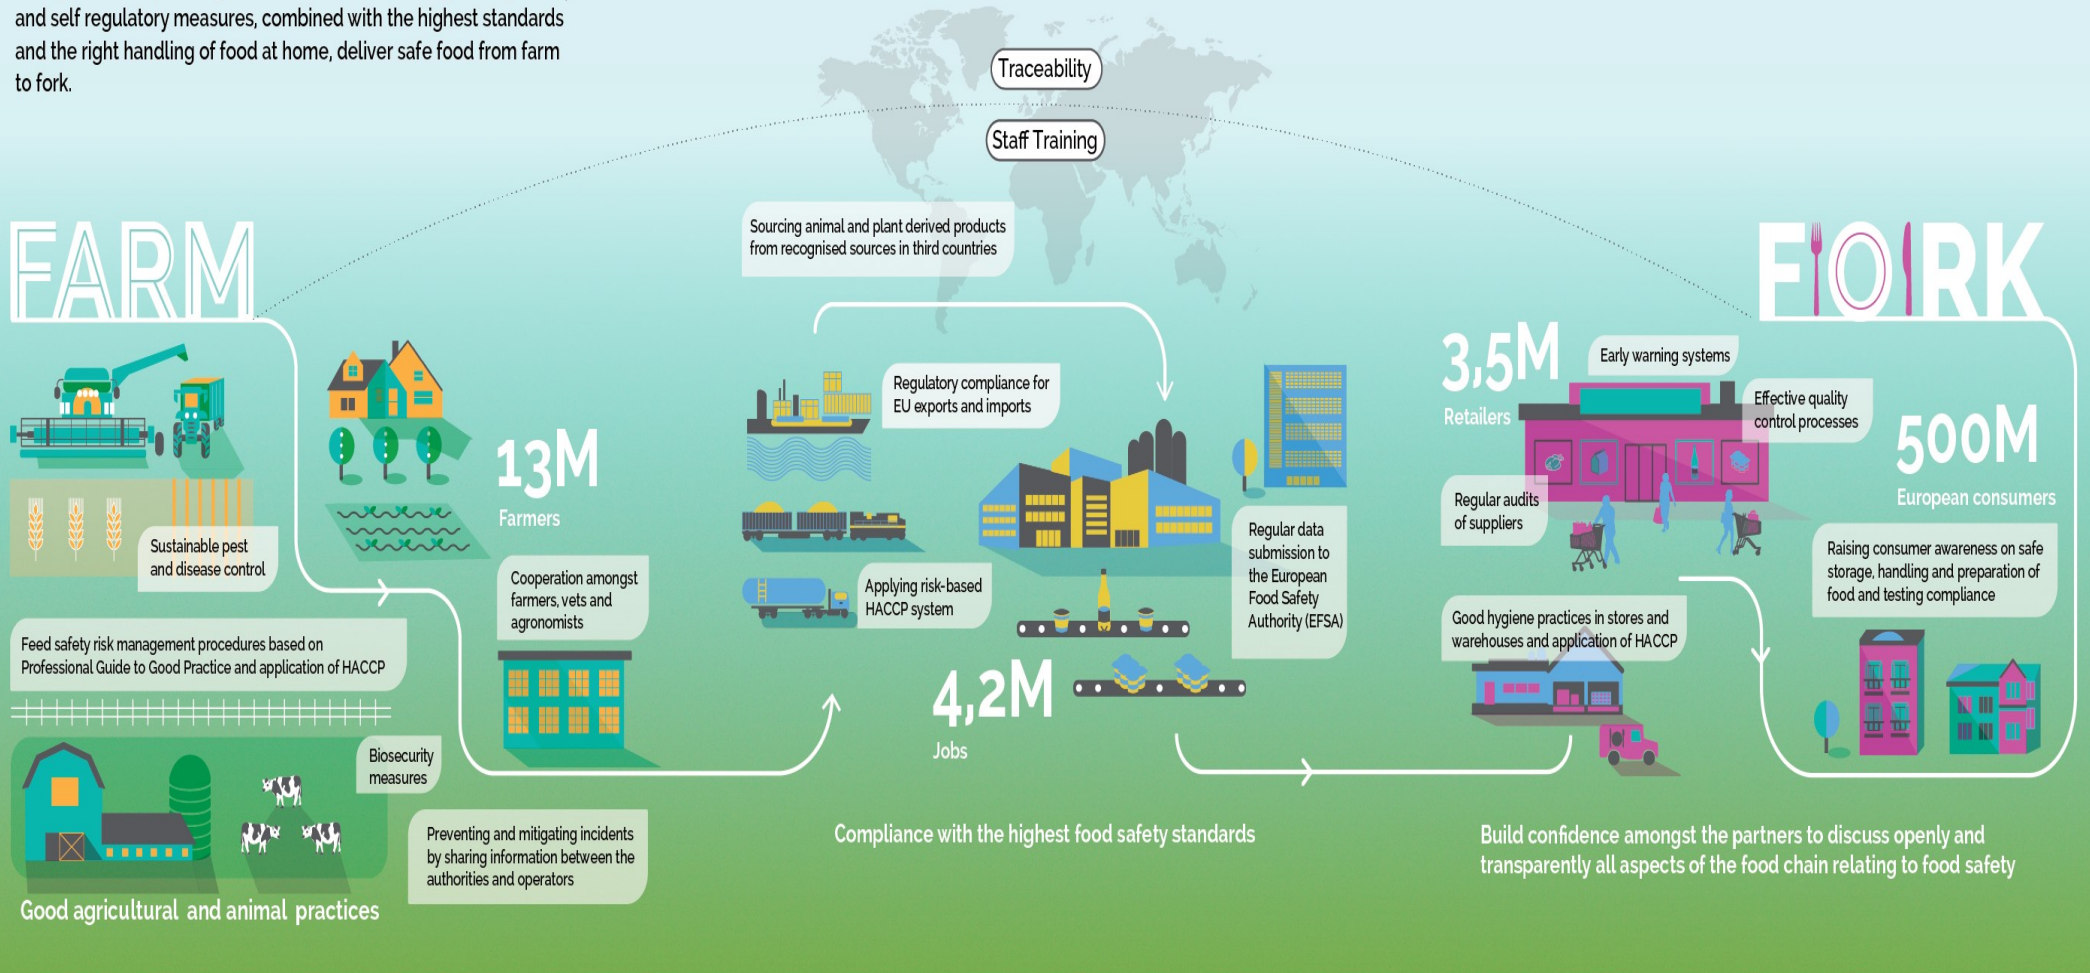 and self regulatory measures, combined with the highest standards
and the right handling of food at home, deliver safe food from farm
to fork.
Traceability
Staff Training
FARM
Sourcing animal and plant derived products
from recognised sources in third countries
FORK
13M
Farmers
Sustainable pest
and disease control
Cooperation amongst
farmers, vets and
agronomists
Feed safety risk management procedures based on
Professional Guide to Good Practice and application of HACCP
Biosecurity
measures
Preventing and mitigating incidents
by sharing information between the
authorities and operators
Good agricultural and animal practices
Regulatory compliance for
EU exports and imports
Applying risk-based
HACCP system
Regular data
submission to
the European
Food Safety
Authority (EFSA)
4,2M
Jobs
Compliance with the highest food safety standards
3,5M
Retailers
Early warning systems
Effective quality
control processes
Regular audits
of suppliers
Good hygiene practices in stores and
warehouses and application of HACCP
500M
European consumers
Raising consumer awareness on safe
storage, handling and preparation of
food and testing compliance
Build confidence amongst the partners to discuss openly and
transparently all aspects of the food chain relating to food safety